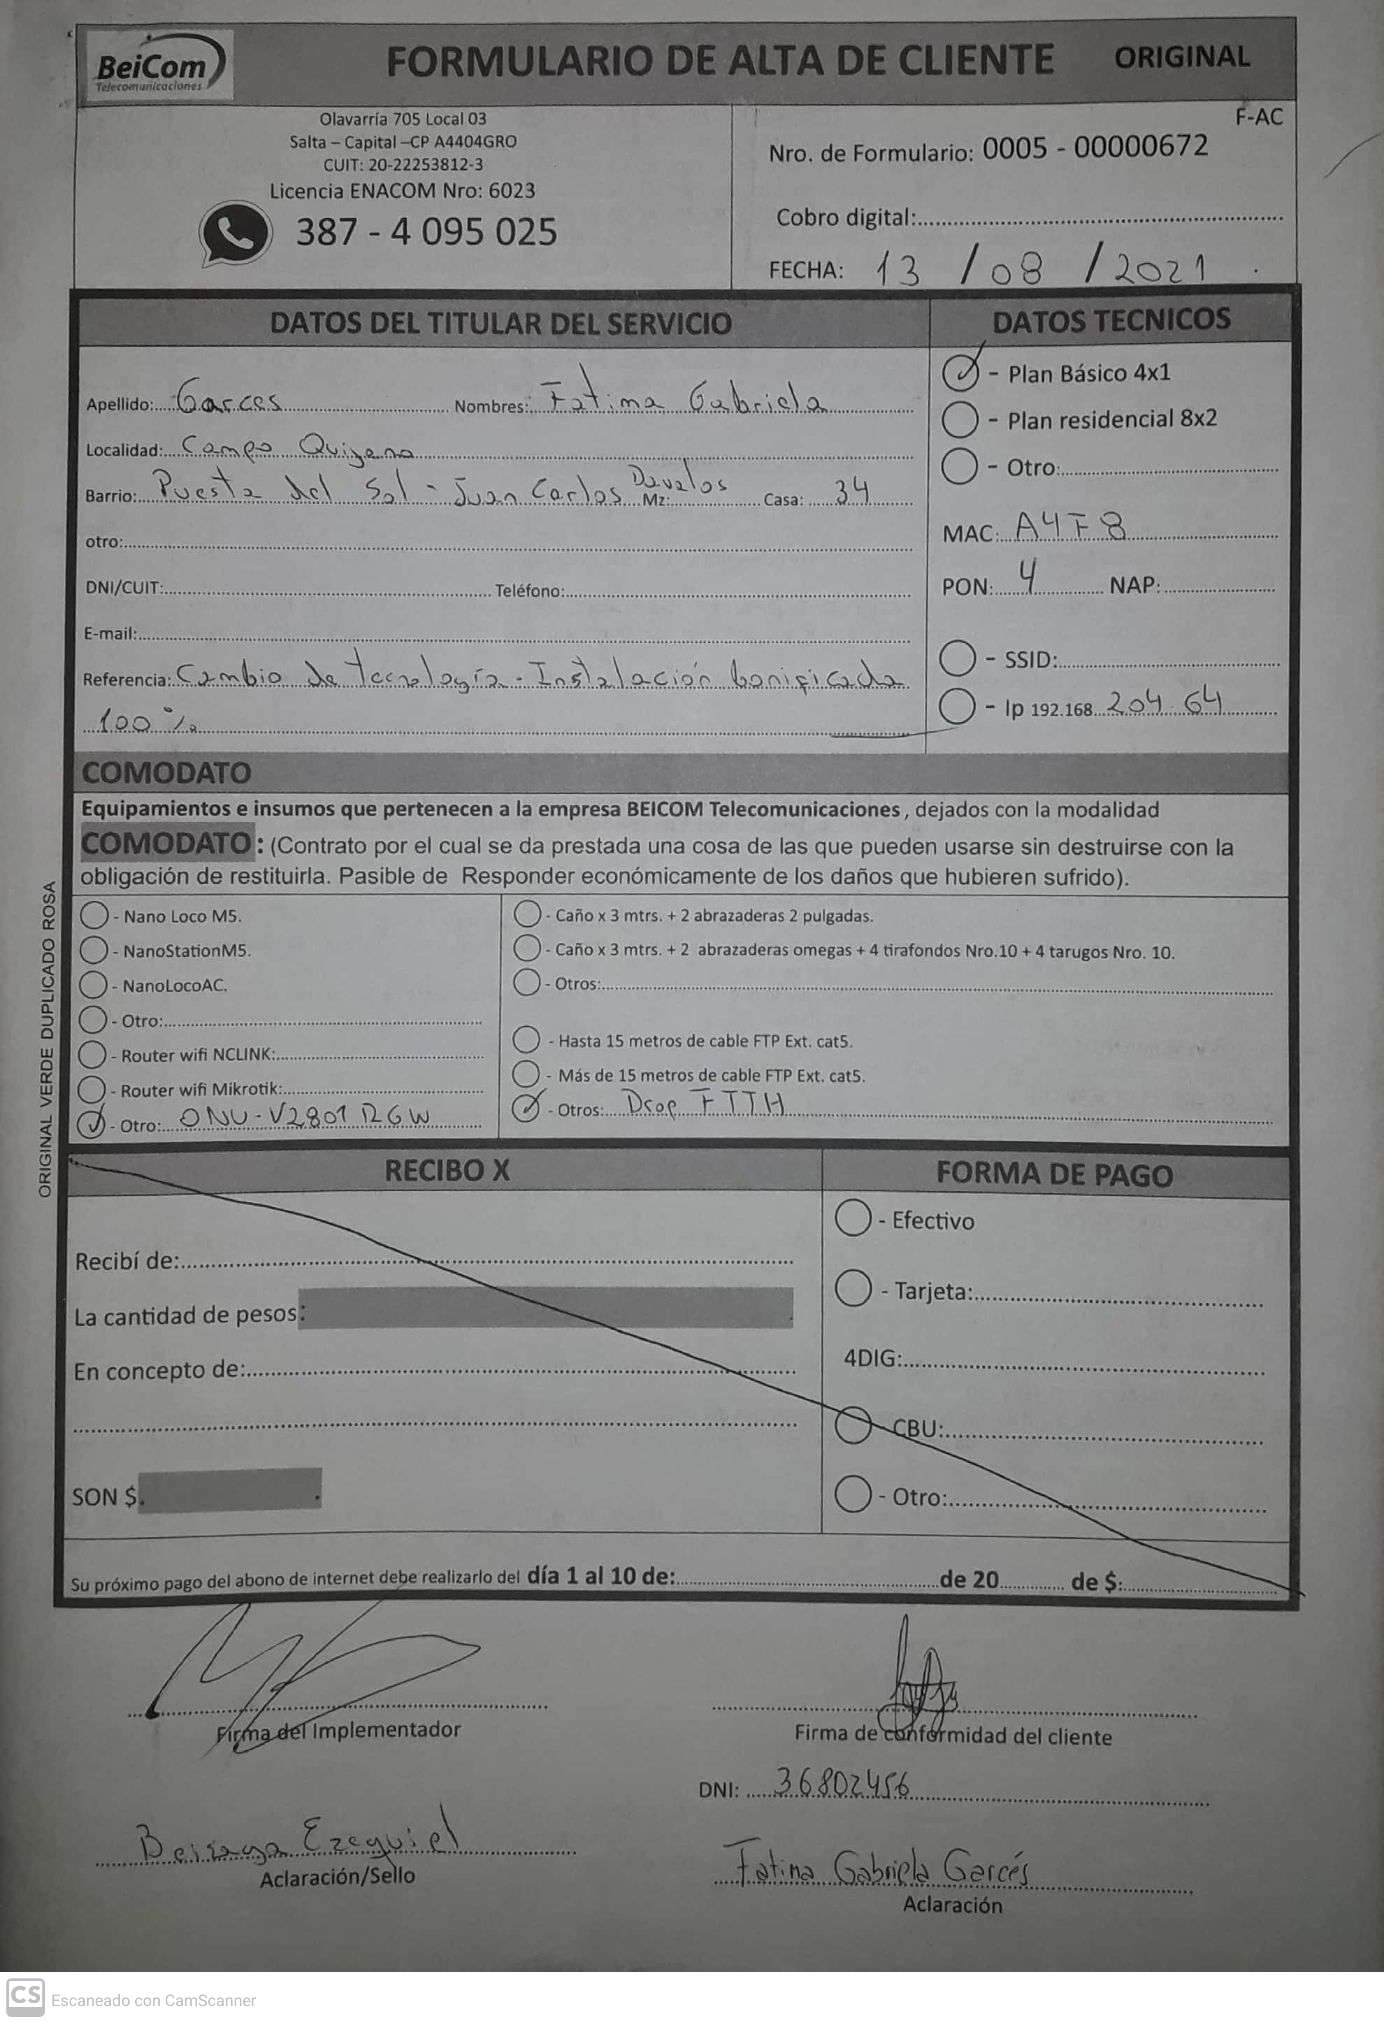 BeiCom
Telecomunicaciones
FORMULARIO DE ALTA DE CLIENTE ORIGINAL
Olavarría 705 Local 03
Salta – Capital –CP A4404GRO
CUIT: 20-22253812-3
Licencia ENACOM Nro: 6023
387 - 4 095 025
F-AC
Nro. de Formulario: 0005 - 00000672
Cobro digital:
FECHA: 13 / 08 / 2021
DATOS DEL TITULAR DEL SERVICIO
Apellido: Garces Nombres: Fatima Gabriela
Localidad: Campo Quijano
Barrio: Puesta del Sol - Juan Carlos Davalos Mz: Casa: 34
otro:
DNI/CUIT: Teléfono:
E-mail:
Referencia: Cambio de tecnología - Instalación bonificada
100 %
DATOS TECNICOS
- Plan Básico 4x1
- Plan residencial 8x2
- Otro:
MAC: A4F8
PON: 4 NAP:
- SSID:
- Ip 192.168. 204.64
COMODATO
Equipamientos e insumos que pertenecen a la empresa BEICOM Telecomunicaciones, dejados con la modalidad
COMODATO : (Contrato por el cual se da prestada una cosa de las que pueden usarse sin destruirse con la
obligación de restituirla. Pasible de Responder económicamente de los daños que hubieren sufrido).
- Nano Loco M5.
- NanoStationM5.
- NanoLocoAC.
- Otro:
- Router wifi NCLINK:
- Router wifi Mikrotik:
- Otro: ONU-V2801RGW
- Caño x 3 mtrs. + 2 abrazaderas 2 pulgadas.
- Caño x 3 mtrs. + 2 abrazaderas omegas + 4 tirafondos Nro.10 + 4 tarugos Nro. 10.
- Otros:
- Hasta 15 metros de cable FTP Ext. cat5.
- Más de 15 metros de cable FTP Ext. cat5.
- Otros: Drop FTTH
ORIGINAL VERDE DUPLICADO ROSA
RECIBO X
Recibí de:
La cantidad de pesos:
En concepto de:
SON $.
FORMA DE PAGO
- Efectivo
- Tarjeta:
4DIG:
CBU:
- Otro:
Su próximo pago del abono de internet debe realizarlo del día 1 al 10 de: de 20 de $:
Firma del Implementador
Firma de conformidad del cliente
DNI: 36802456
Ezequiel
Aclaración/Sello
Fatima Gabriela Garcés
Aclaración
CS Escaneado con CamScanner